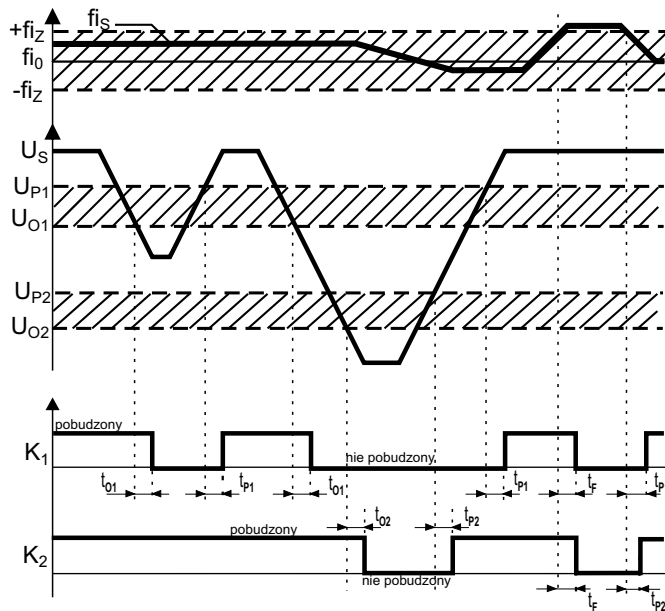 +fiZ
fiS
fi0
-fiZ
US
UP1
UO1
UP2
UO2
pobudzony
K1
nie pobudzony
tO1
tP1
tO1
tP1
tF
tP
tO2
tP2
pobudzony
K2
nie pobudzony
tF
tP2